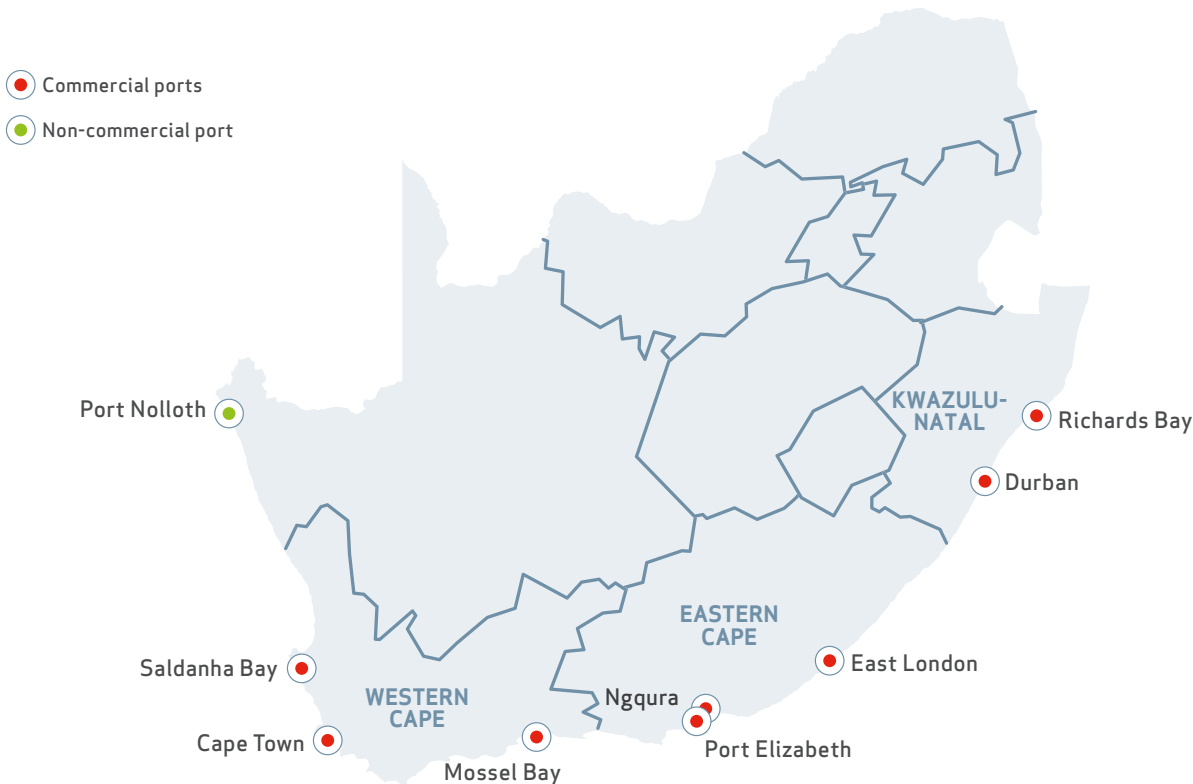 Commercial ports
Non-commercial port
Port Nolloth
KWAZULU-
NATAL
Richards Bay
Durban
EASTERN
CAPE
East London
Saldanha Bay
WESTERN
CAPE
Ngqura
Cape Town
Port Elizabeth
Mossel Bay